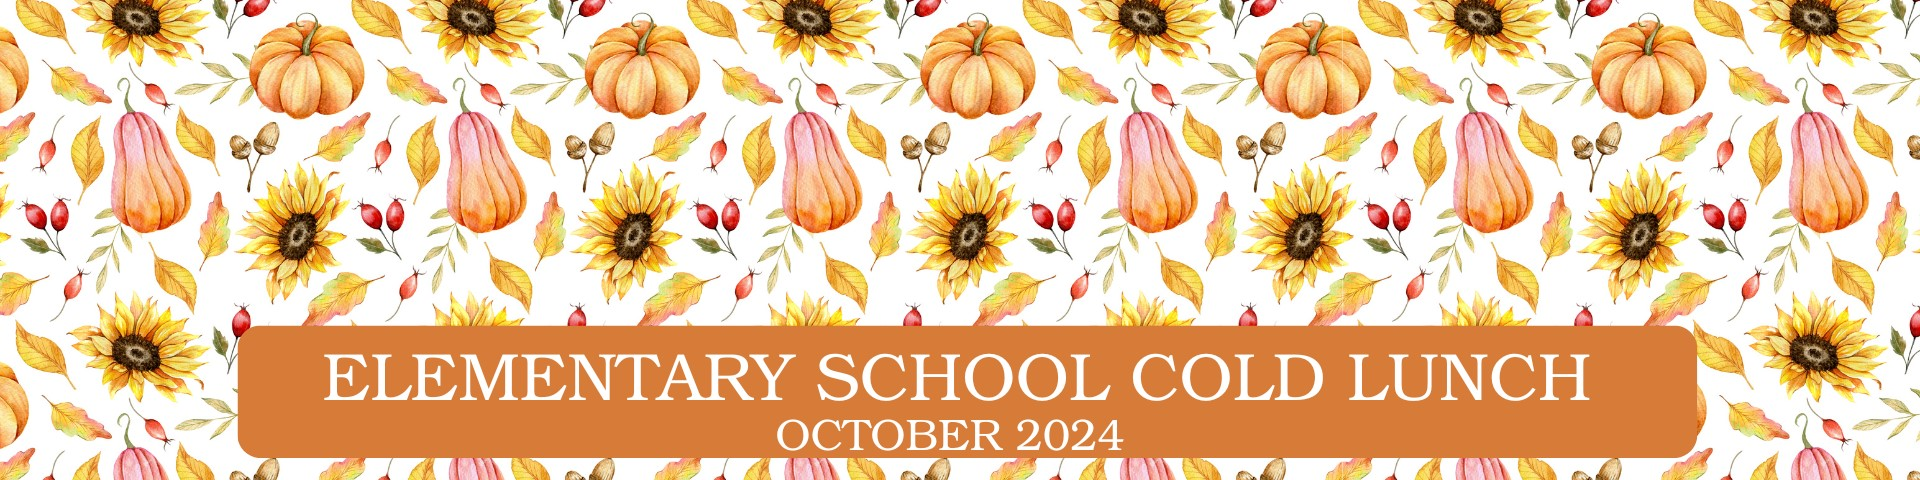 ELEMENTARY SCHOOL COLD LUNCH
OCTOBER 2024